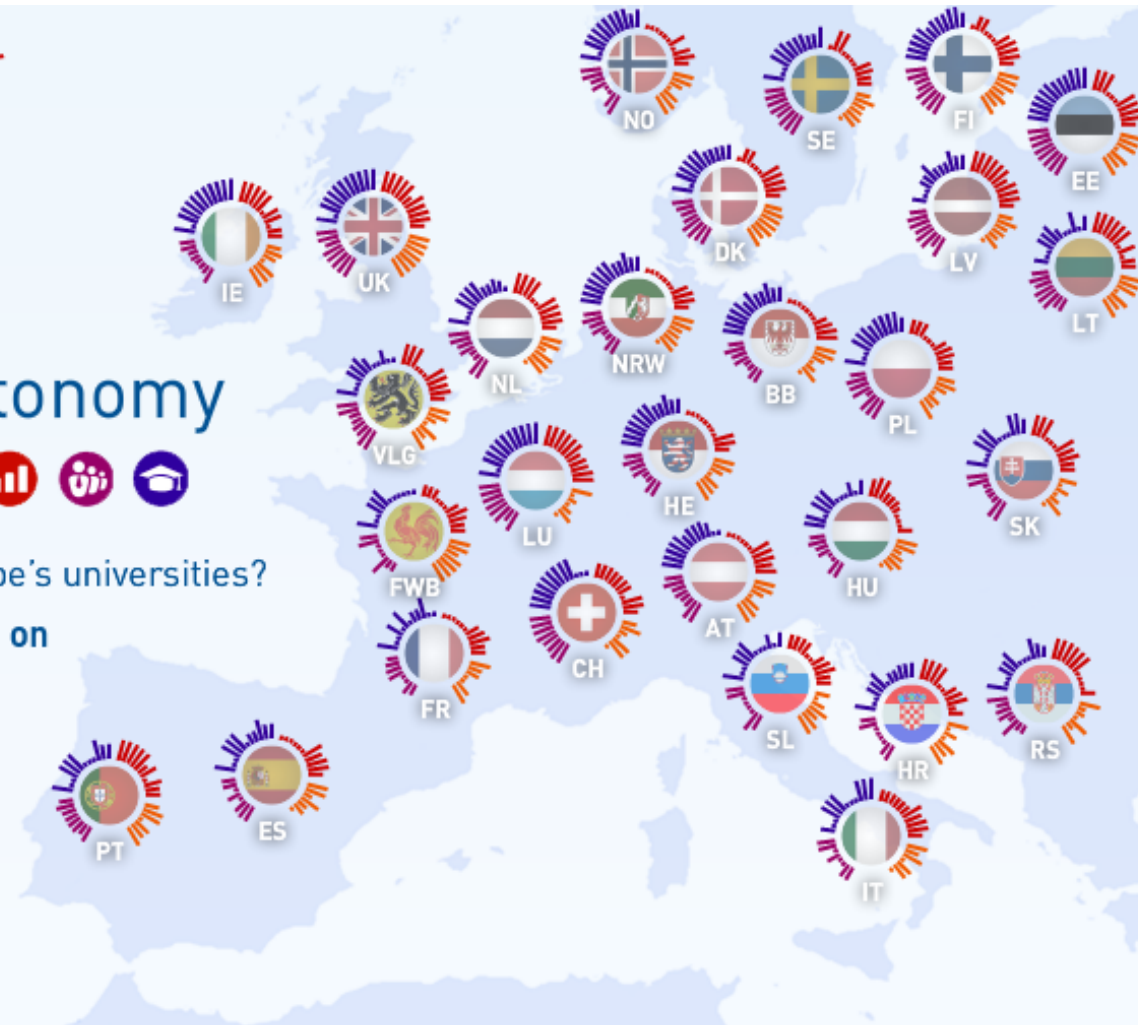 NO
SE
FI
EE
IE
UK
DK
LV
LT
NL
NRW
BB
PL
tonomy
VLG
LU
HE
SK
pe's universities?
FWB
HU
on
CH
AT
FR
SL
HR
RS
PT
ES
IT